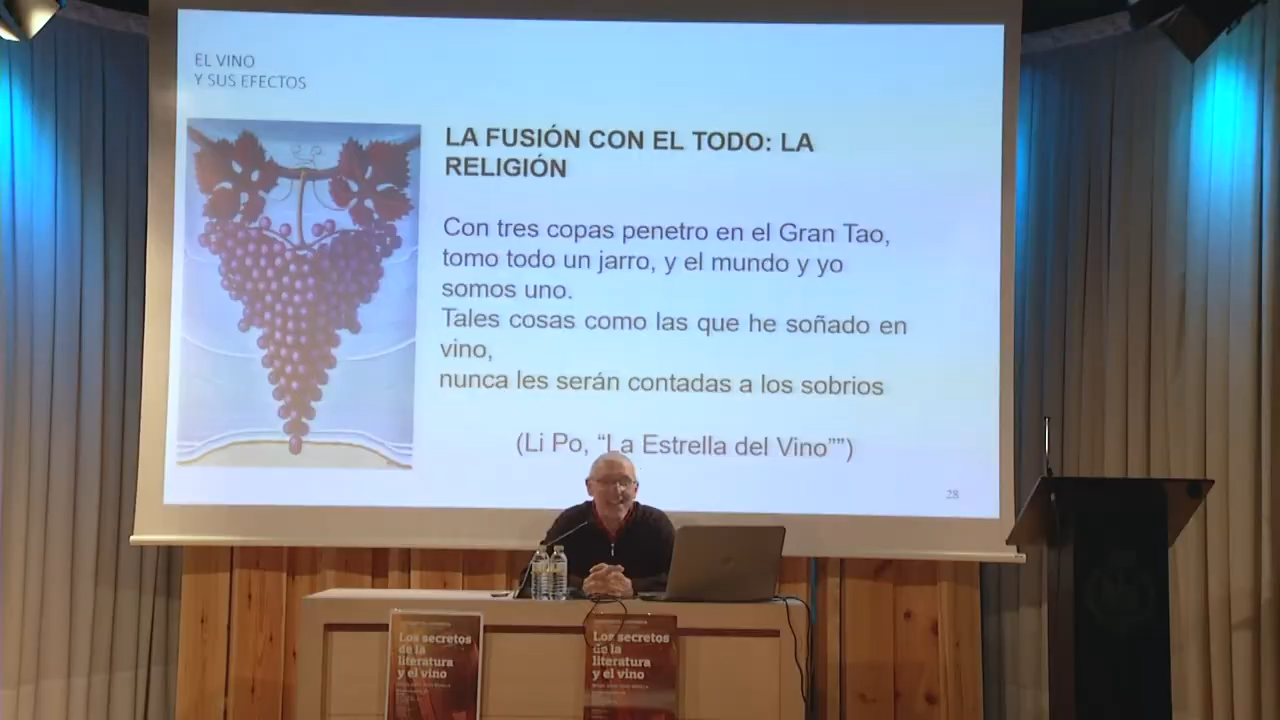 EL VINO
Y SUS EFECTOS
LA FUSIÓN CON EL TODO: LA
RELIGIÓN
Con tres copas penetro en el Gran Tao,
tomo todo un jarro, y el mundo y yo
somos uno.
Tales cosas como las que he soñado en
vino,
nunca les serán contadas a los sobrios
(Li Po, “La Estrella del Vino””)
28
Los secretos
de la
literatura
y el vino
Los secretos
de la
literatura
y el vino